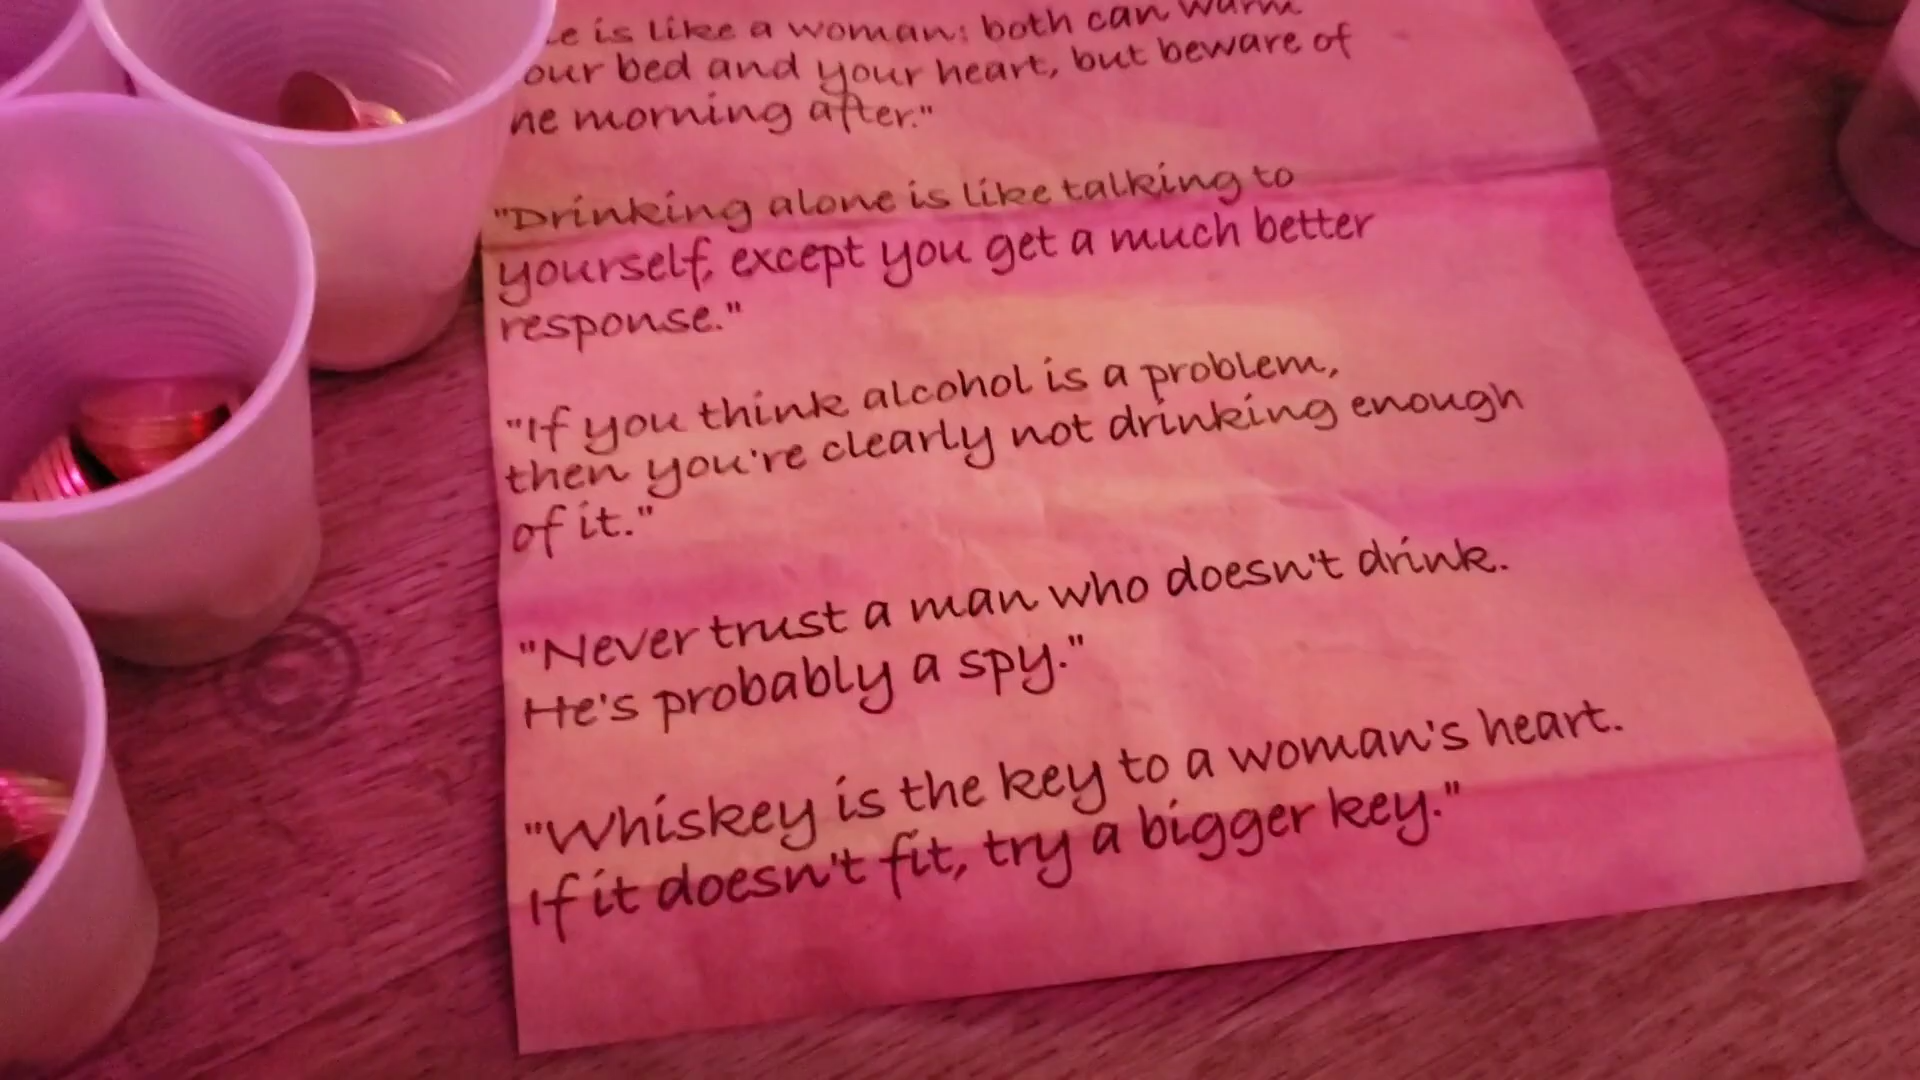 is like a woman: both can warm
our bed and your heart, but beware of
morning after."
"Drinking alone is like talking to
yourself, except you get a much better
response."
"If you think alcohol is a problem,
then you're clearly not drinking enough
of it."
"Never trust a man who doesn't drink.
He's probably a spy."
"Whiskey is the key to a woman's heart.
If it doesn't fit, try a bigger key."